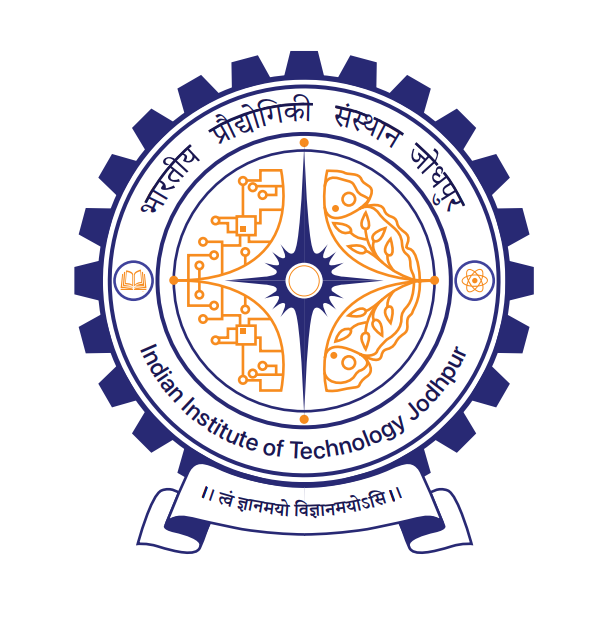 भारतीय प्रौद्योगिकी संस्थान जोधपुर
Indian Institute of Technology Jodhpur
।। त्वं ज्ञानमयो विज्ञानमयोऽसि ।।